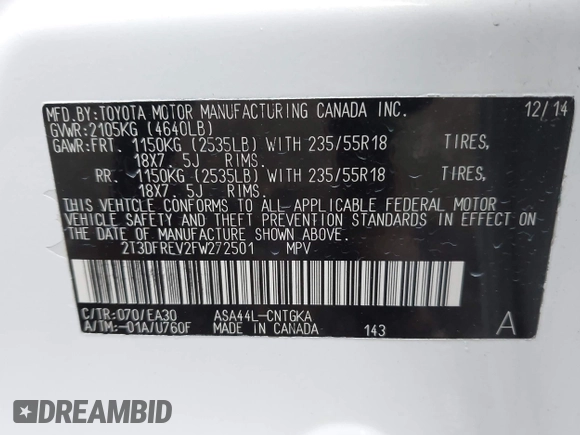 MFD.BY:TOYOTA MOTOR MANUFACTURING CANADA INC. 12/14
GVWR:2105KG (4640LB)
GAWR:FRT. 1150KG (2535LB) WITH 235/55R18 TIRES,
18X7.5J RIMS.
RR. 1150KG (2535LB) WITH 235/55R18 TIRES,
18X7.5J RIMS.
THIS VEHICLE CONFORMS TO ALL APPLICABLE FEDERAL MOTOR
VEHICLE SAFETY AND THEFT PREVENTION STANDARDS IN EFFECT
ON THE DATE OF MANUFACTURE SHOWN ABOVE.
2T3DFREV2FW272501 MPV
C/TR:070/EA30 ASA44L-CNTGKA
A/TM:-01A/U760F MADE IN CANADA 143 A
DREAMBID